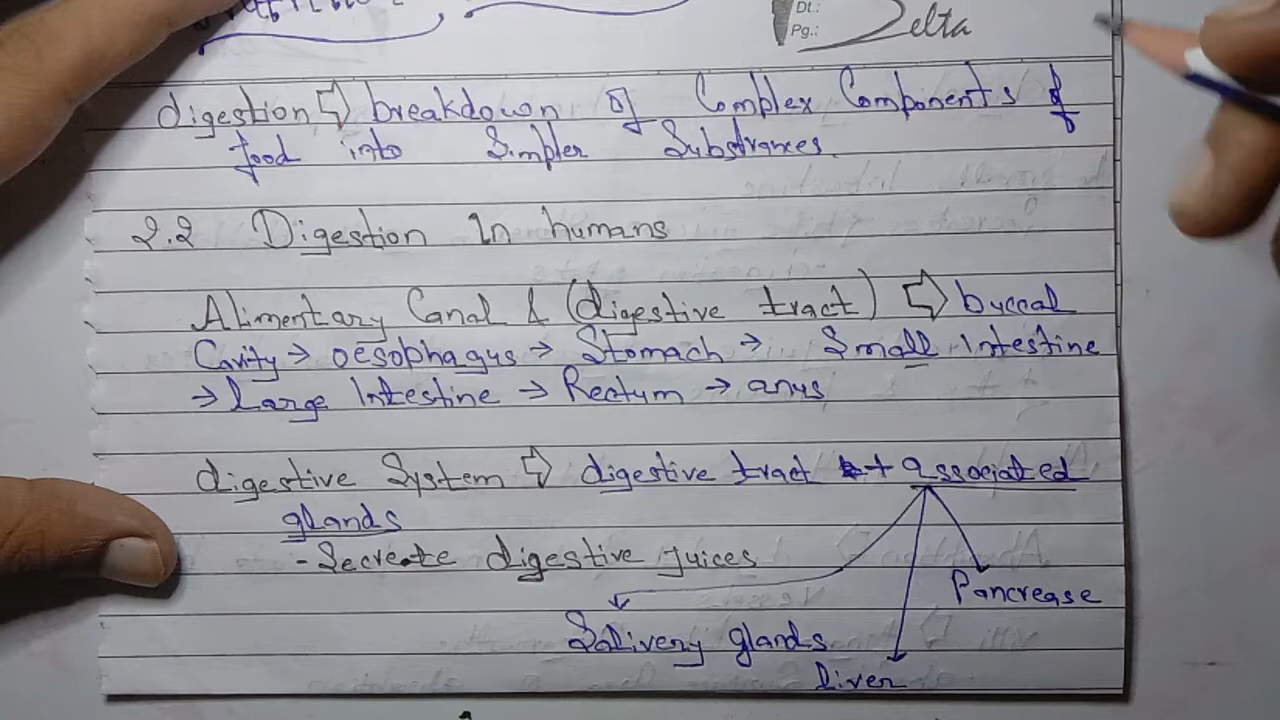 Dt.:
Pg.:
Delta
digestion ⇨ breakdown of Complex Components of
food into Simpler Substances.
2.2 Digestion In humans
Alimentary Canal & (digestive tract) ⇨ buccal
Cavity → oesophagus → Stomach → Small Intestine
→ Large Intestine → Rectum → anus
digestive System ⇨ digestive tract + associated
glands
- Secreate digestive juices
Pancrease
Salivery glands
liver